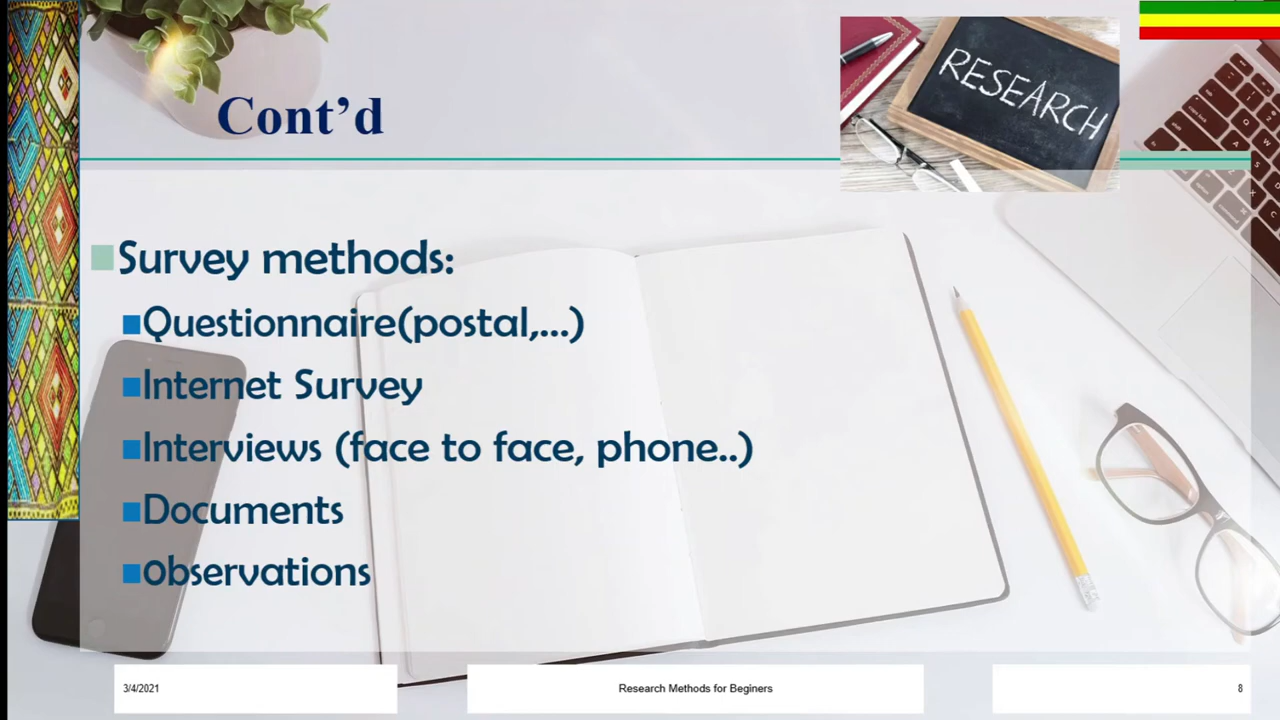 Cont’d
RESEARCH
Survey methods:
Questionnaire(postal,...)
Internet Survey
Interviews (face to face, phone..)
Documents
Observations
3/4/2021
Research Methods for Beginers
8